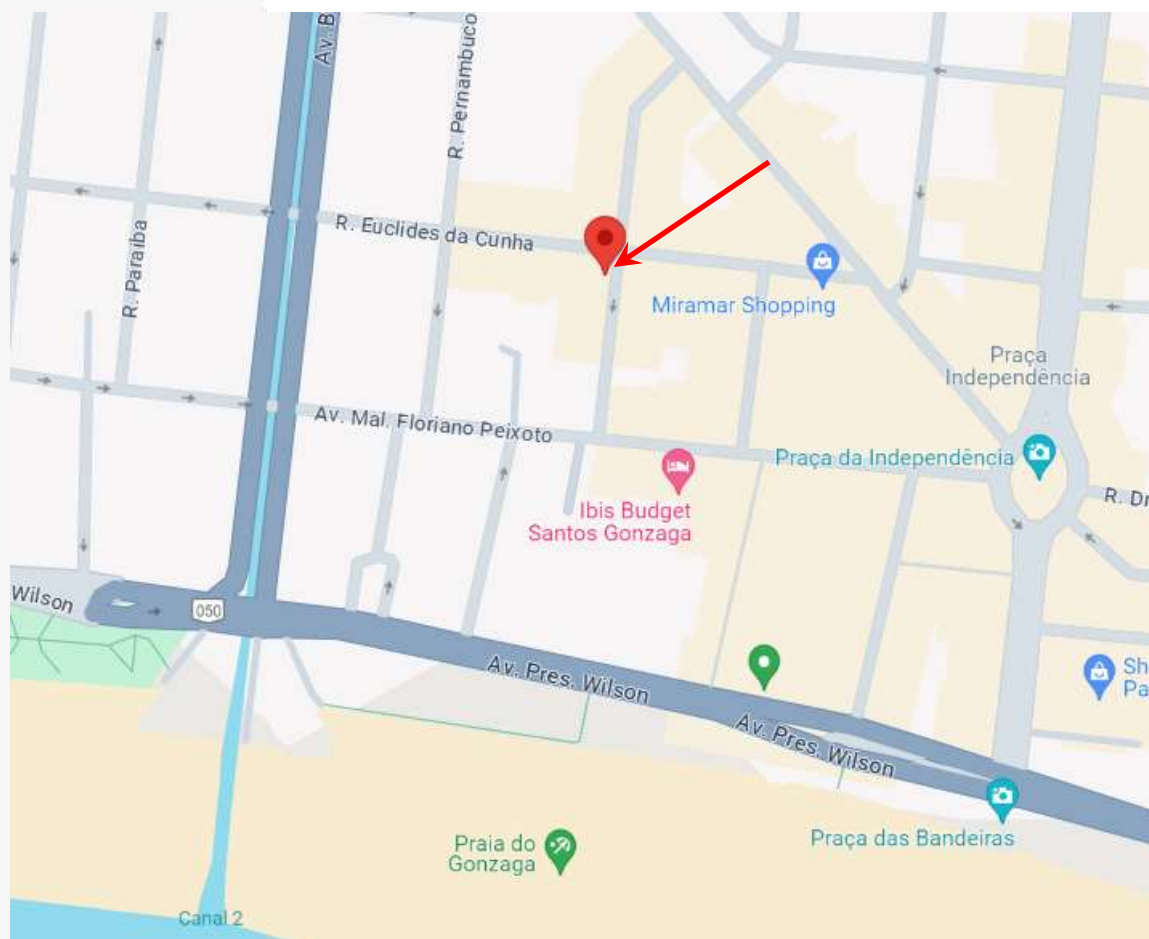 Av. B
R. Pernambuco
R. Euclides da Cunha
R. Paraíba
Miramar Shopping
Praça
Independência
Av. Mal. Floriano Peixoto
Praça da Independência
Ibis Budget
Santos Gonzaga
R. Dr
Wilson
050
Av. Pres. Wilson
Sh
Pa
Av. Pres. Wilson
Praça das Bandeiras
Praia do
Gonzaga
Canal 2